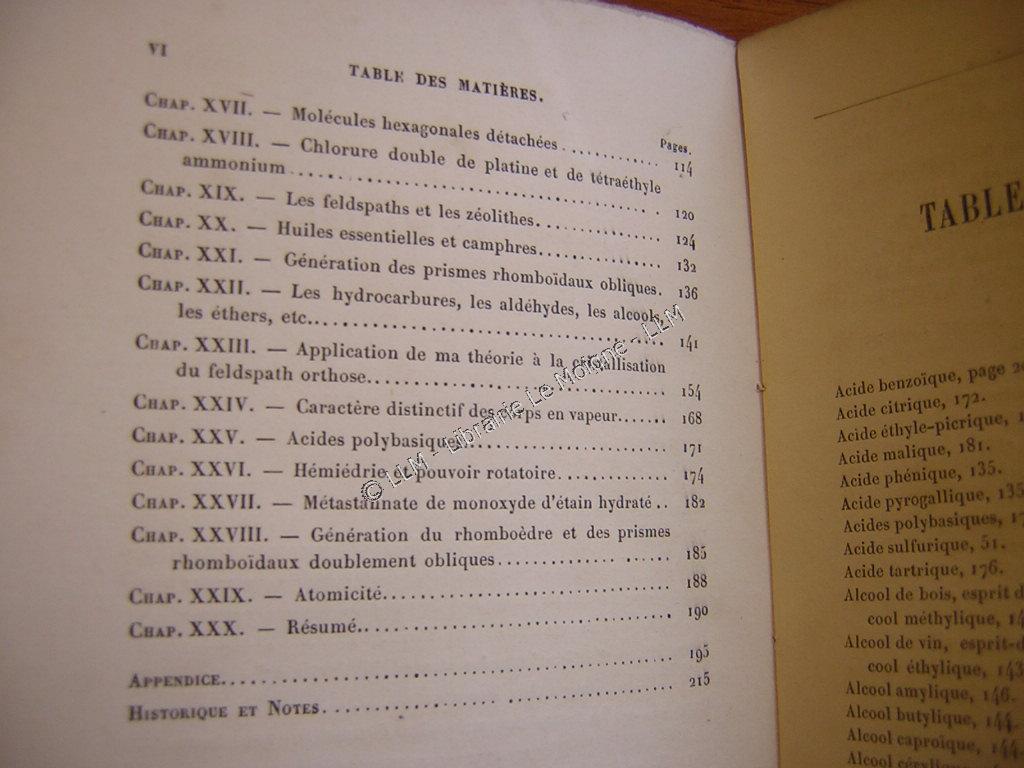 VI
TABLE DES MATIÈRES.
Pages.
CHAP. XVII. — Molécules hexagonales détachées............ 114
CHAP. XVIII. — Chlorure double de platine et de tétraéthyle
ammonium........................................ 120
CHAP. XIX. — Les feldspaths et les zéolithes............... 124
CHAP. XX. — Huiles essentielles et camphres............... 132
CHAP. XXI. — Génération des prismes rhomboïdaux obliques. 136
CHAP. XXII. — Les hydrocarbures, les aldéhydes, les alcools,
les éthers, etc........................................ 141
CHAP. XXIII. — Application de ma théorie à la cristallisation
du feldspath orthose................................ 154
CHAP. XXIV. — Caractère distinctif des corps en vapeur...... 168
CHAP. XXV. — Acides polybasiques........................ 171
CHAP. XXVI. — Hémiédrie et pouvoir rotatoire............. 174
CHAP. XXVII. — Métastannate de monoxyde d'étain hydraté.. 182
CHAP. XXVIII. — Génération du rhomboèdre et des prismes
rhomboïdaux doublement obliques................... 185
CHAP. XXIX. — Atomicité................................ 188
CHAP. XXX. — Résumé.................................. 190
APPENDICE............................................ 195
HISTORIQUE ET NOTES.................................. 215
© LLM - Librairie Le Moine - LLM
TABLE
Acide benzoïque, page
Acide citrique, 172.
Acide éthyle-picrique,
Acide malique, 181.
Acide phénique, 135.
Acide pyrogallique, 135
Acides polybasiques,
Acide sulfurique, 51.
Acide tartrique, 176.
Alcool de bois, esprit
cool méthylique,
Alcool de vin, esprit-
cool éthylique, 143
Alcool amylique, 146.
Alcool butylique, 144.
Alcool caproïque, 144.
Alcool